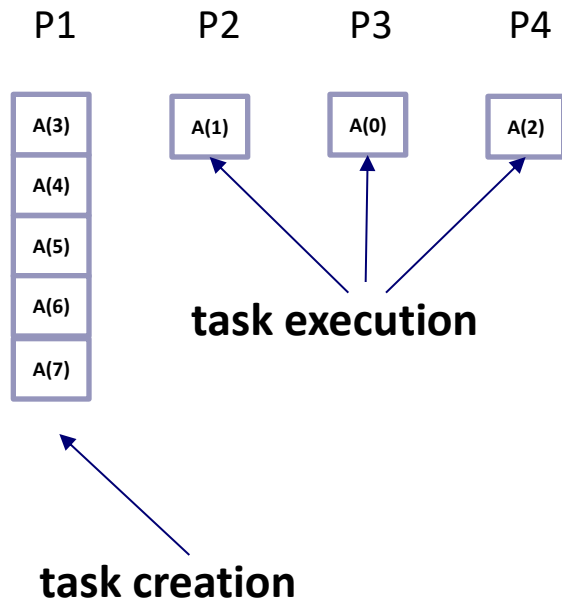 P1 P2 P3 P4
A(3) A(1) A(0) A(2)
A(4)
A(5)
A(6)
task execution
A(7)
task creation